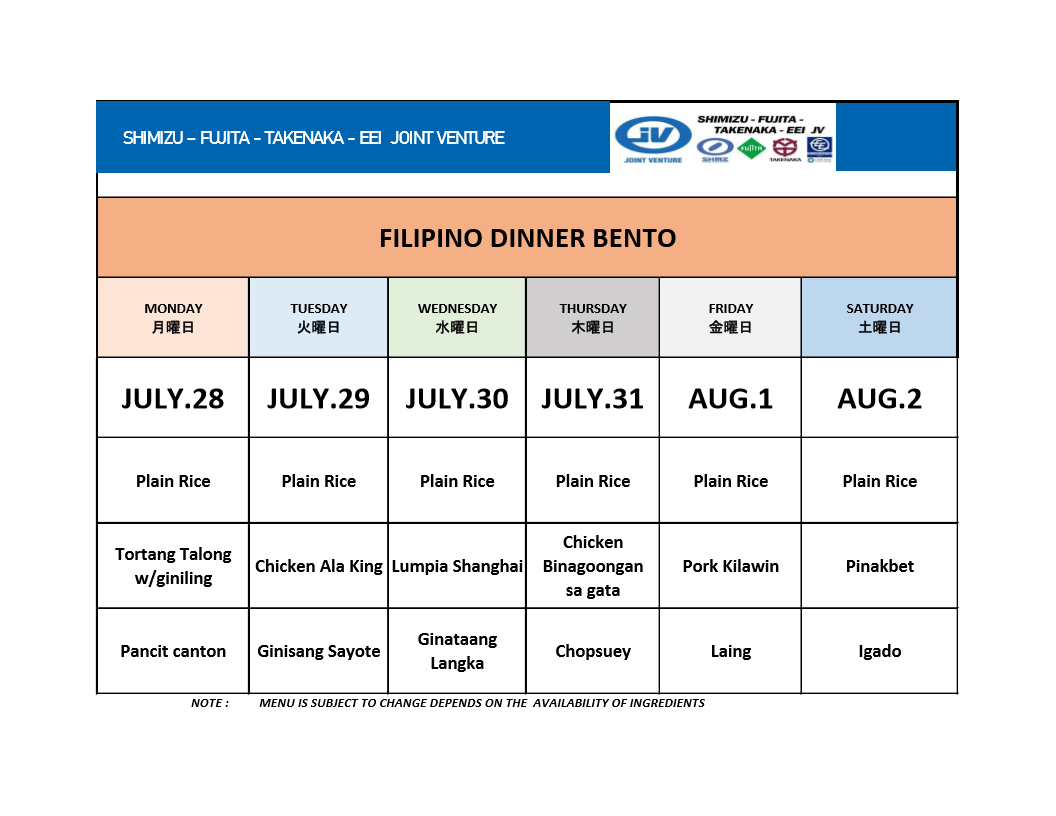 SHIMIZU – FUJITA - TAKENAKA - EEI JOINT VENTURE
JV
JOINT VENTURE
SHIMIZU - FUJITA -
TAKENAKA - EEI JV
SHIMZ
FUJITA
TAKENAKA
FILIPINO DINNER BENTO
MONDAY
月曜日
TUESDAY
火曜日
WEDNESDAY
水曜日
THURSDAY
木曜日
FRIDAY
金曜日
SATURDAY
土曜日
JULY.28
JULY.29
JULY.30
JULY.31
AUG.1
AUG.2
Plain Rice
Plain Rice
Plain Rice
Plain Rice
Plain Rice
Plain Rice
Tortang Talong
w/giniling
Chicken Ala King
Lumpia Shanghai
Chicken
Binagoongan
sa gata
Pork Kilawin
Pinakbet
Pancit canton
Ginisang Sayote
Ginataang
Langka
Chopsuey
Laing
Igado
NOTE : MENU IS SUBJECT TO CHANGE DEPENDS ON THE AVAILABILITY OF INGREDIENTS